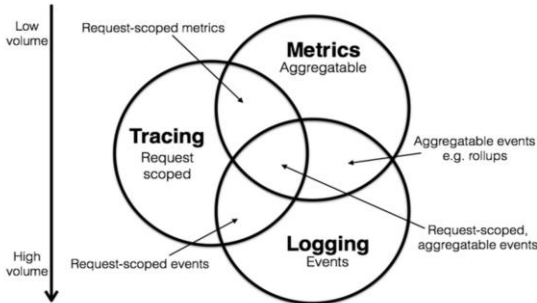 Low
volume
Request-scoped metrics
Metrics
Aggregatable
Tracing
Request
scoped
Aggregatable events
e.g. rollups
Request-scoped,
aggregatable events
Logging
Events
Request-scoped events
High
volume